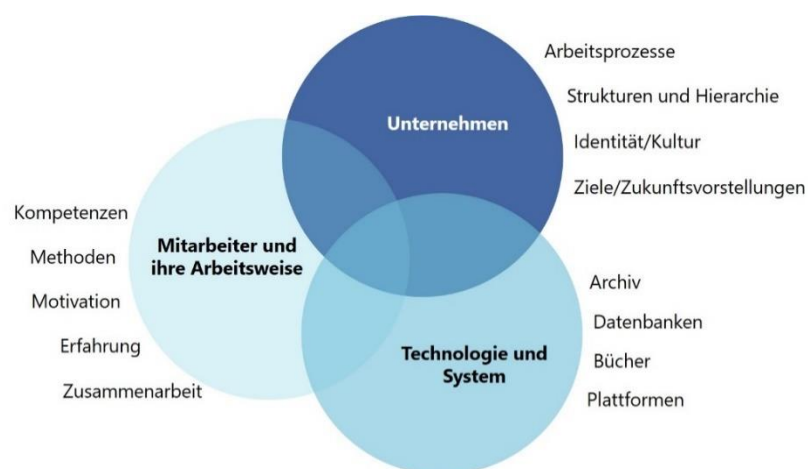 Arbeitsprozesse
Strukturen und Hierarchie
Unternehmen
Identität/Kultur
Ziele/Zukunftsvorstellungen
Kompetenzen
Methoden
Motivation
Erfahrung
Zusammenarbeit
Mitarbeiter und
ihre Arbeitsweise
Archiv
Datenbanken
Bücher
Plattformen
Technologie und
System